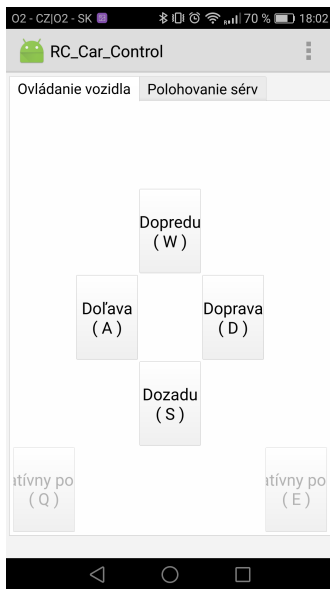 O2 - CZ|O2 - SK 70 % 18:02
RC_Car_Control
Ovládanie vozidla Polohovanie sérv
Dopredu
( W )
Doľava Doprava
( A ) ( D )
Dozadu
( S )
( Q ) ( E )